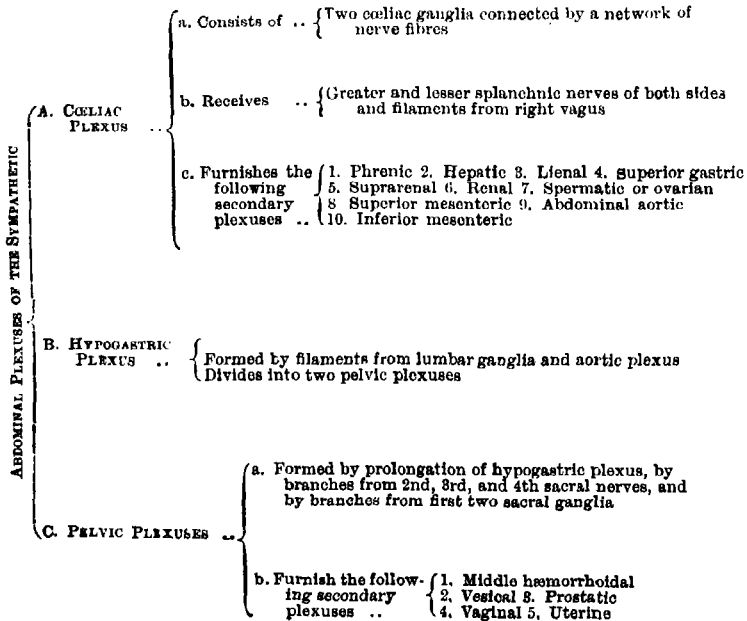 ABDOMINAL PLEXUSES OF THE SYMPATHETIC
A. CŒLIAC
PLEXUS ..
a. Consists of ..
Two cœliac ganglia connected by a network of
nerve fibres
b. Receives ..
Greater and lesser splanchnic nerves of both sides
and filaments from right vagus
c. Furnishes the
following
secondary
plexuses ..
1. Phrenic 2. Hepatic 3. Lienal 4. Superior gastric
5. Suprarenal 6. Renal 7. Spermatic or ovarian
8 Superior mesenteric 9. Abdominal aortic
10. Inferior mesenteric
B. HYPOGASTRIC
PLEXUS ..
Formed by filaments from lumbar ganglia and aortic plexus
Divides into two pelvic plexuses
C. PELVIC PLEXUSES ..
a. Formed by prolongation of hypogastric plexus, by
branches from 2nd, 3rd, and 4th sacral nerves, and
by branches from first two sacral ganglia
b. Furnish the follow-
ing secondary
plexuses ..
1. Middle hæmorrhoidal
2. Vesical 3. Prostatic
4. Vaginal 5. Uterine